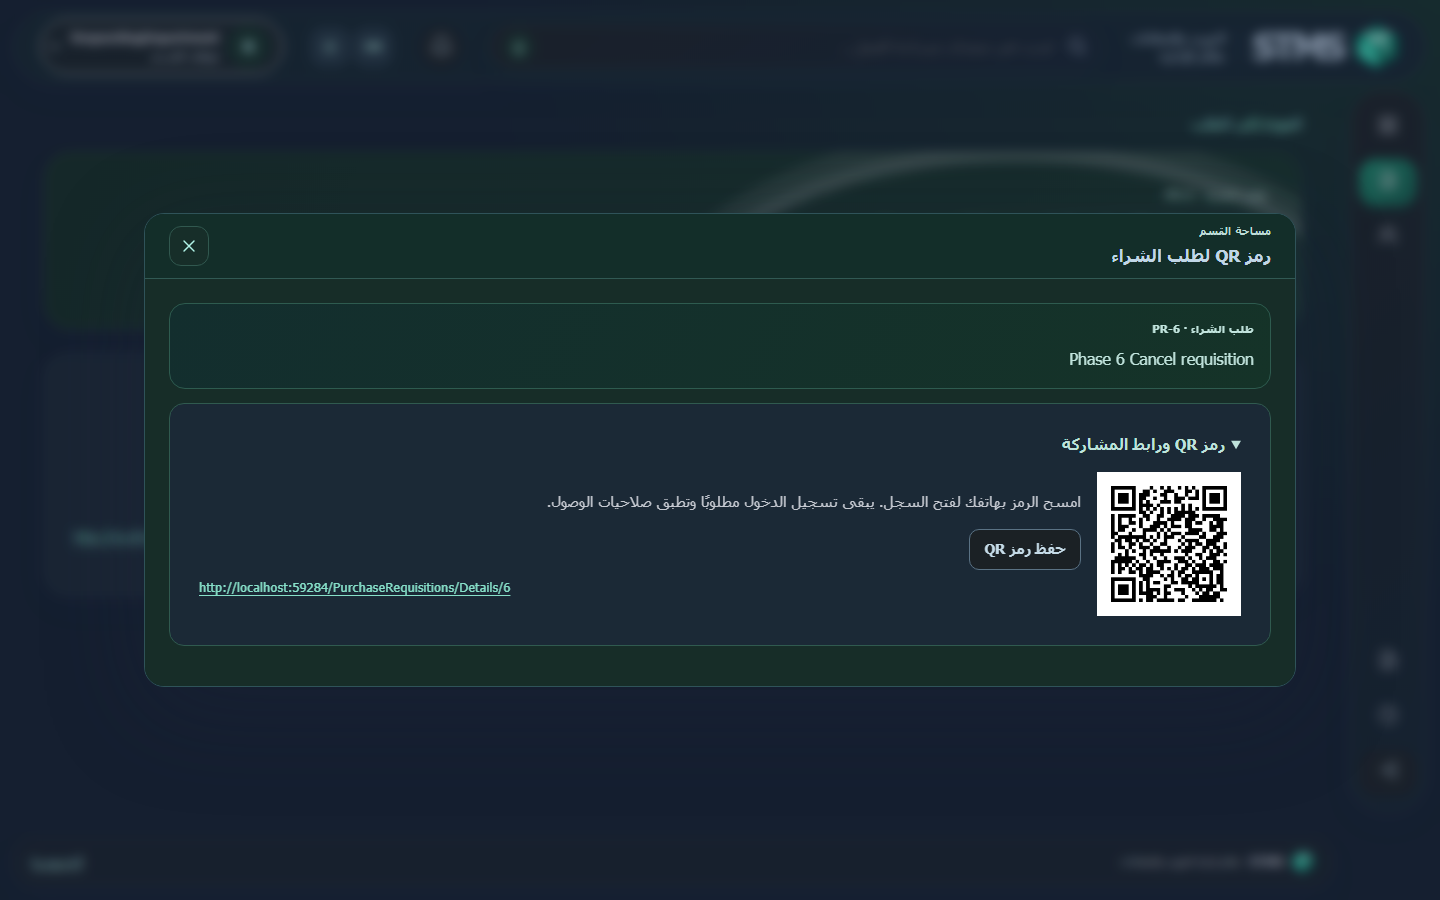 STMS
مساحة القسم
رمز QR لطلب الشراء
طلب الشراء · PR-6
Phase 6 Cancel requisition
▼ رمز QR ورابط المشاركة
امسح الرمز بهاتفك لفتح السجل. يبقى تسجيل الدخول مطلوبًا وتطبق صلاحيات الوصول.
حفظ رمز QR
http://localhost:59284/PurchaseRequisitions/Details/6